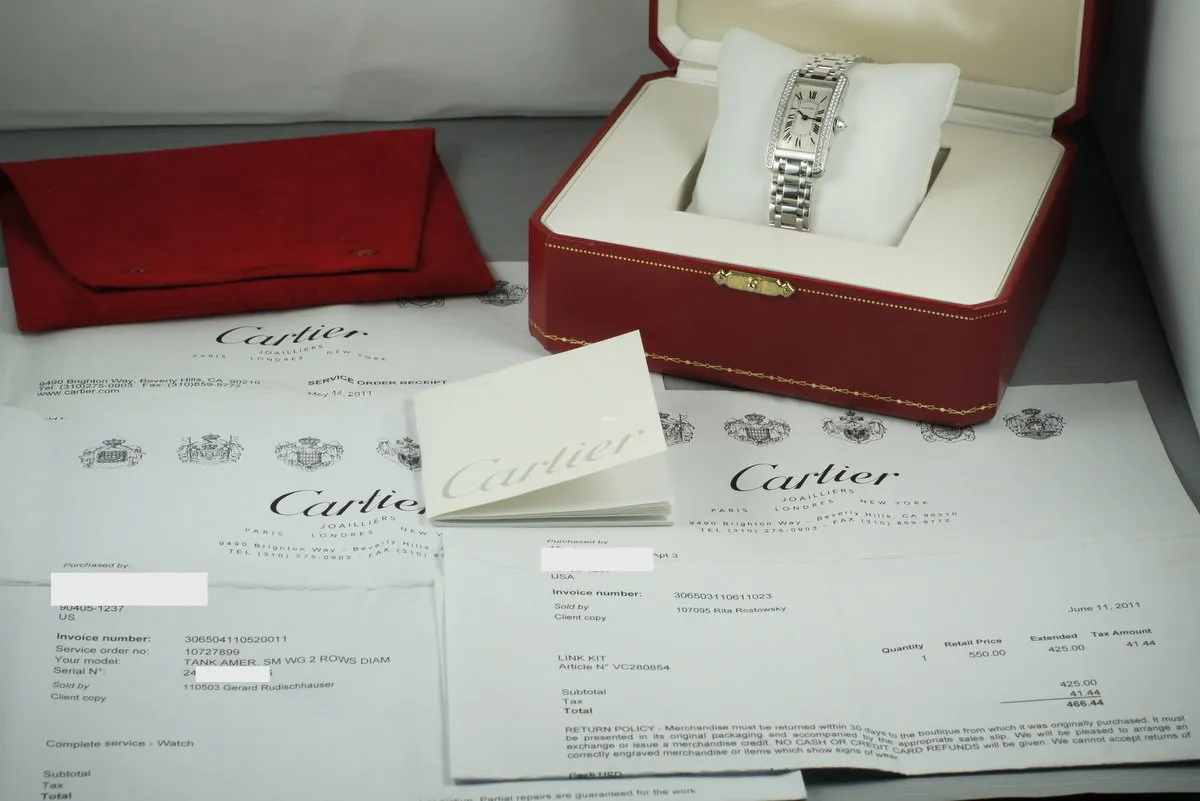 Cartier
JOAILLIERS
PARIS LONDRES NEW YORK
9490 Brighton Way, Beverly Hills, CA. 90210
Tel. (310)275-0903 Fax: (310)859-8772
www.cartier.com
SERVICE ORDER RECEIPT
May 14, 2011
Cartier
Cartier
JOAILLIERS
PARIS LONDRES NEW
9490 Brighton Way - Beverly Hills,
TEL (310) 275-0903 - FAX (310) 8
Purchased by:
90405-1237
US
Invoice number: 306504110520011
Service order no: 10727899
Your model: TANK AMER. SM WG 2 ROWS DIAM
Serial N°: 24
Sold by 110503 Gerard Rudischhauser
Client copy
Complete service - Watch
Subtotal
Tax
Total
Partial repairs are guaranteed for the work
Cartier
JOAILLIERS
PARIS LONDRES NEW YORK
9490 Brighton Way - Beverly Hills, CA 90210
TEL (310) 275-0903 - FAX (310) 859-8772
Purchased by
Apt 3
USA
Invoice number: 306503110611023
Sold by 107095 Rita Rostowsky
Client copy
June 11, 2011
Quantity Retail Price Extended Tax Amount
1 550.00 425.00 41.44
LINK KIT
Article N° VC280854
Subtotal 425.00
Tax 41.44
Total 466.44
RETURN POLICY - Merchandise must be returned within 30 days to the boutique from which it was originally purchased. It must
be presented in its original packaging and accompanied by the appropriate sales slip. We will be pleased to arrange an
exchange or issue a merchandise credit. NO CASH OR CREDIT CARD REFUNDS will be given. We cannot accept returns of
correctly engraved merchandise or items which show signs of wear.